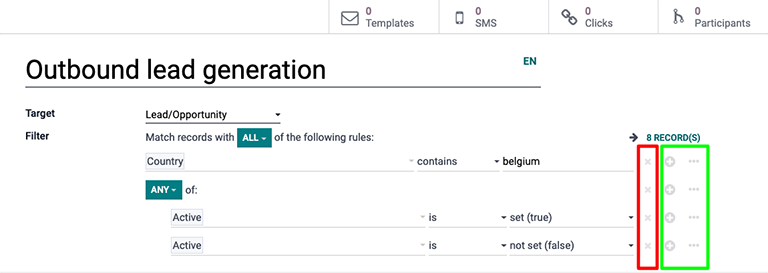 0 Templates
0 SMS
0 Clicks
0 Participants
Outbound lead generation
EN
Target Lead/Opportunity
Filter Match records with ALL of the following rules: 8 RECORD(S)
Country contains belgium
ANY of:
Active is set (true)
Active is not set (false)